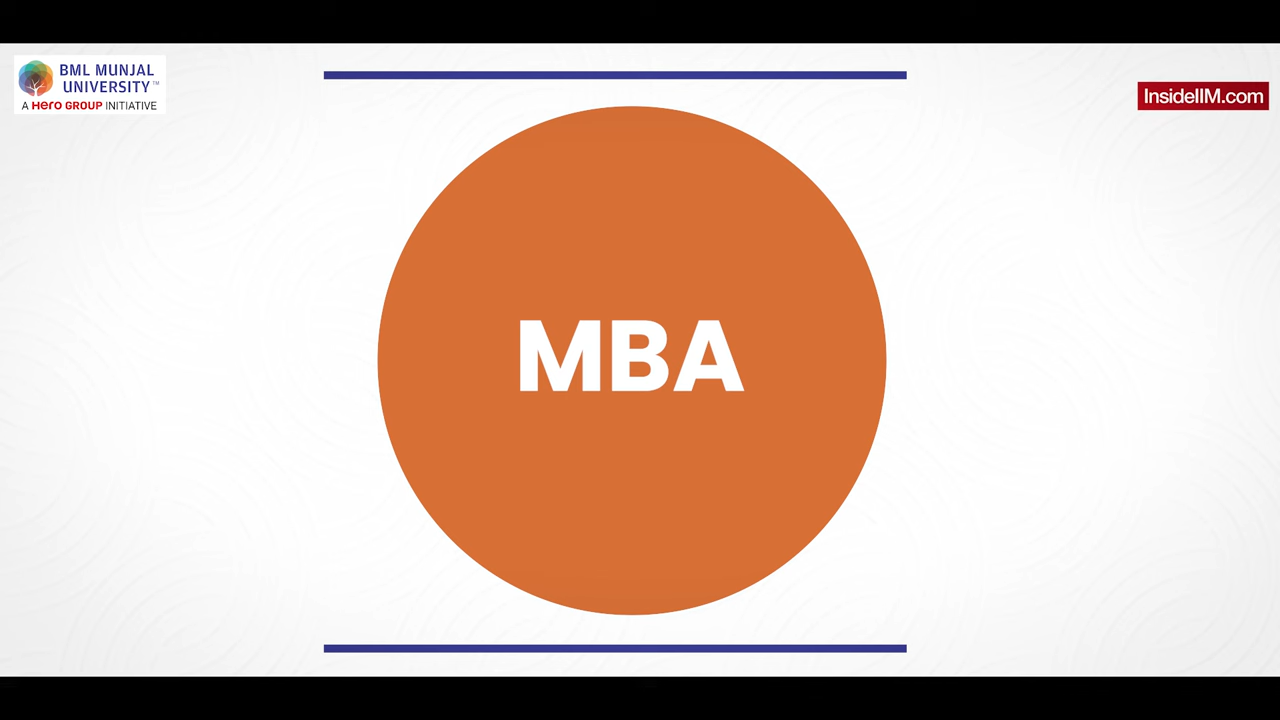 BML MUNJAL
UNIVERSITY™
A Hero GROUP INITIATIVE
InsideIIM.com
MBA